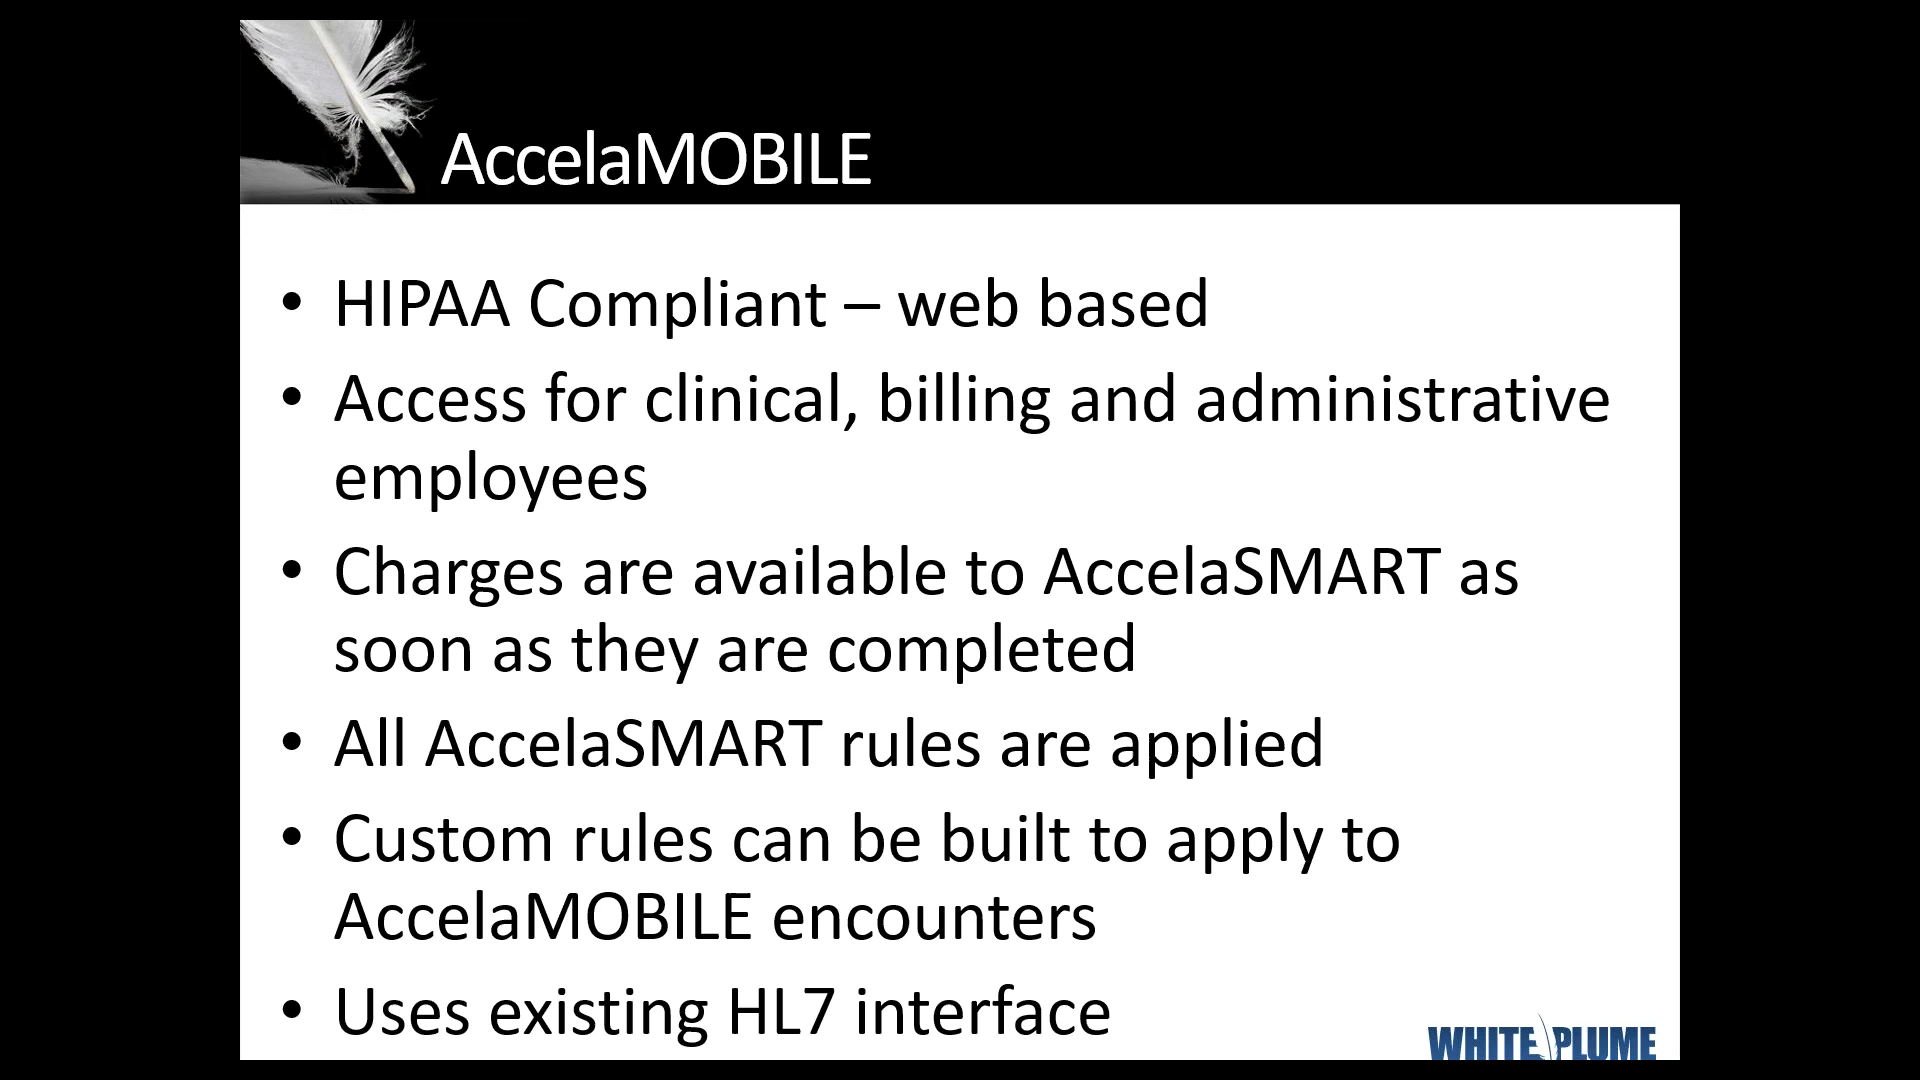 AccelaMOBILE
• HIPAA Compliant – web based
• Access for clinical, billing and administrative
employees
• Charges are available to AccelaSMART as
soon as they are completed
• All AccelaSMART rules are applied
• Custom rules can be built to apply to
AccelaMOBILE encounters
• Uses existing HL7 interface
WHITE PLUME